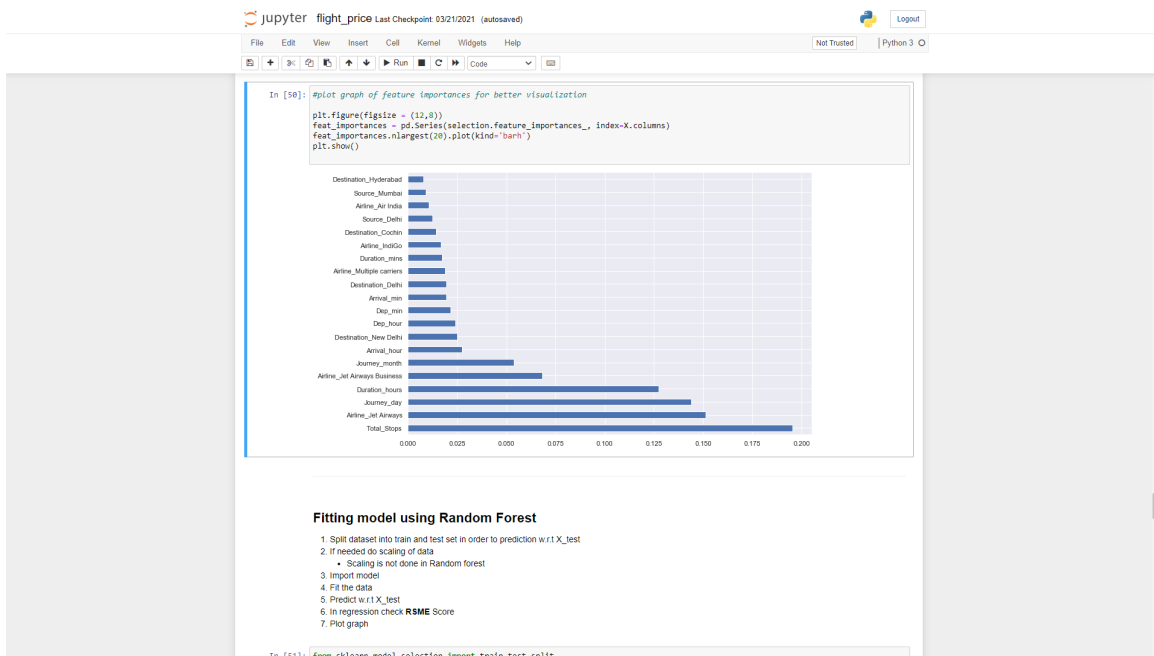 jupyter flight_price Last Checkpoint: 03/21/2021 (autosaved)
Logout
File Edit View Insert Cell Kernel Widgets Help
Not Trusted
Python 3
Run
Code
In [50]: #plot graph of feature importances for better visualization
plt.figure(figsize = (12,8))
feat_importances = pd.Series(selection.feature_importances_, index=X.columns)
feat_importances.nlargest(20).plot(kind='barh')
plt.show()
Destination_Hyderabad
Source_Mumbai
Airline_Air India
Source_Delhi
Destination_Cochin
Airline_IndiGo
Duration_mins
Airline_Multiple carriers
Destination_Delhi
Arrival_min
Dep_min
Dep_hour
Destination_New Delhi
Arrival_hour
Journey_month
Airline_Jet Airways Business
Duration_hours
Journey_day
Airline_Jet Airways
Total_Stops
0.000 0.025 0.050 0.075 0.100 0.125 0.150 0.175 0.200
Fitting model using Random Forest
1. Split dataset into train and test set in order to prediction w.r.t X_test
2. If needed do scaling of data
• Scaling is not done in Random forest
3. Import model
4. Fit the data
5. Predict w.r.t X_test
6. In regression check RSME Score
7. Plot graph
In [51]: from sklearn.model_selection import train_test_split